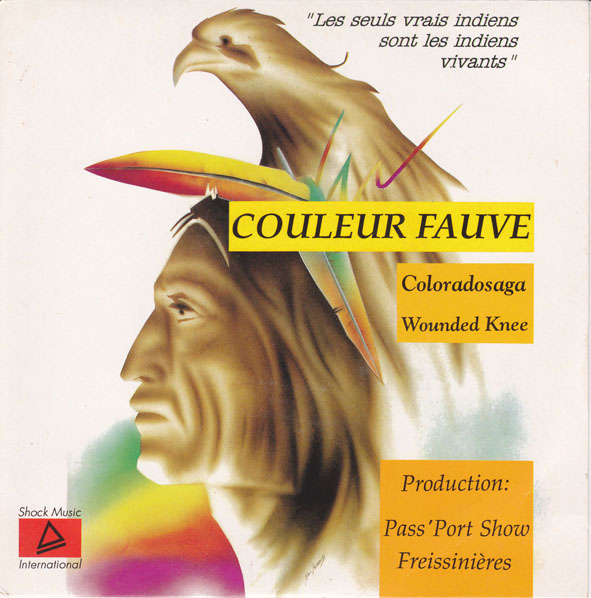 "Les seuls vrais indiens
sont les indiens
vivants"
COULEUR FAUVE
Coloradosaga
Wounded Knee
Production:
Pass'Port Show
Freissinières
Shock Music
International